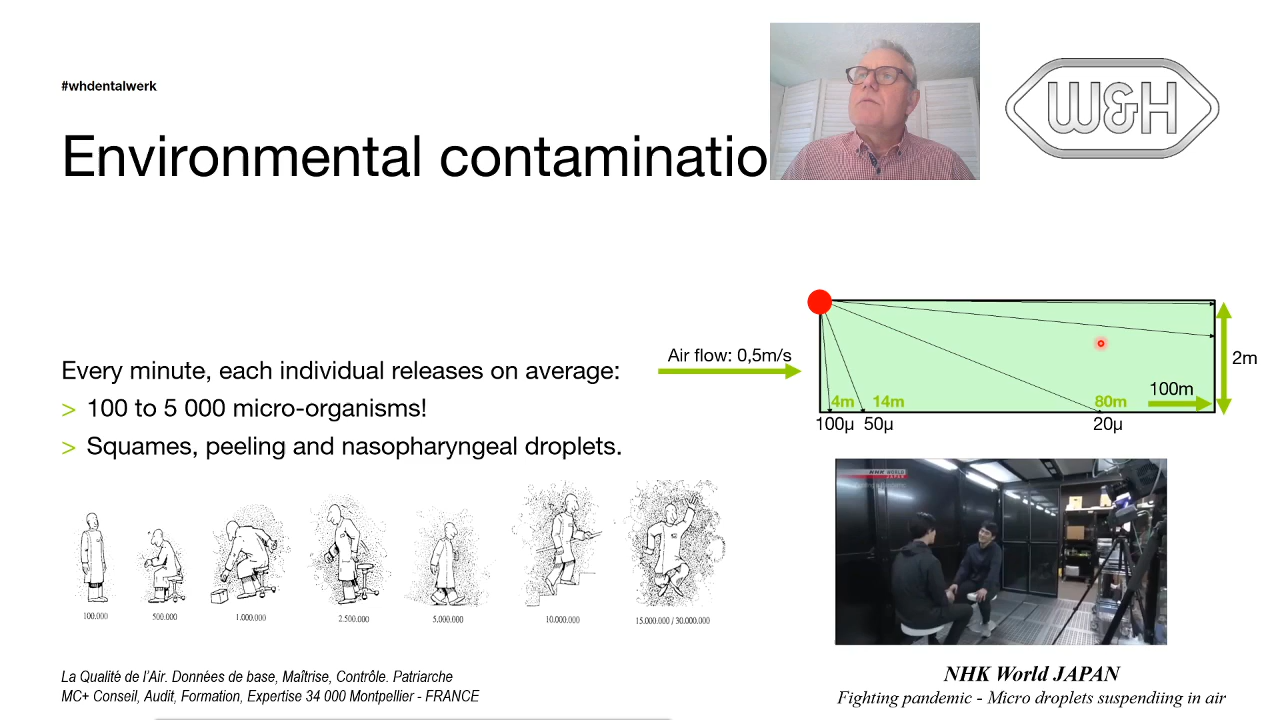 #whdentalwerk
W&H
Environmental contaminatio
Every minute, each individual releases on average:
> 100 to 5 000 micro-organisms!
> Squames, peeling and nasopharyngeal droplets.
Air flow: 0,5m/s
2m
100m
4m 14m 80m
100µ 50µ 20µ
100.000 500.000 1.000.000 2.500.000 5.000.000 10.000.000 15.000.000 / 30.000.000
NHK WORLD
La Qualité de l'Air. Données de base, Maîtrise, Contrôle. Patriarche
MC+ Conseil, Audit, Formation, Expertise 34 000 Montpellier - FRANCE
NHK World JAPAN
Fighting pandemic - Micro droplets suspendiing in air